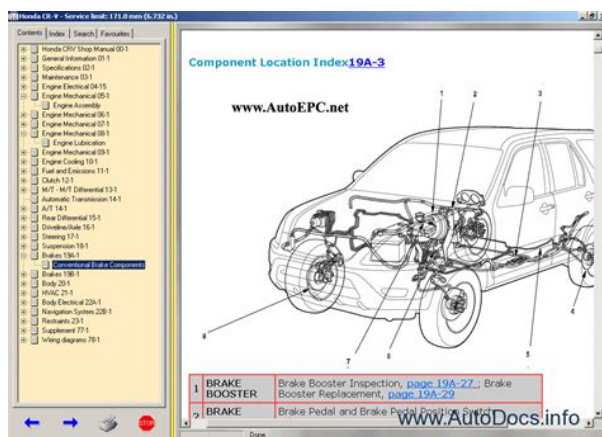 Honda CR-V - Service limit: 171.0 mm (6.732 in.)
Contents Index Search Favourites
Honda CRV Shop Manual 00-1
General Information 01-1
Specifications 02-1
Maintenance 03-1
Engine Electrical 04-15
Engine Mechanical 05-1
Engine Assembly
Engine Mechanical 06-1
Engine Mechanical 07-1
Engine Mechanical 08-1
Engine Lubrication
Engine Mechanical 09-1
Engine Cooling 10-1
Fuel and Emissions 11-1
Clutch 12-1
M/T - M/T Differential 13-1
Automatic Transmission 14-1
A/T 14-1
Rear Differential 15-1
Driveline/Axle 16-1
Steering 17-1
Suspension 18-1
Brakes 19A-1
Conventional Brake Components
Brakes 19B-1
Body 20-1
HVAC 21-1
Body Electrical 22A-1
Navigation System 22B-1
Restraints 23-1
Supplement 77-1
Wiring diagrams 78-1
STOP
Component Location Index19A-3
www.AutoEPC.net
1 2 3
4
5
6
7
8
1 BRAKE BOOSTER Brake Booster Inspection, page 19A-27 ; Brake
Booster Replacement, page 19A-29
2 BRAKE Brake Pedal and Brake Pedal Position Switch
www.AutoDocs.info
Done